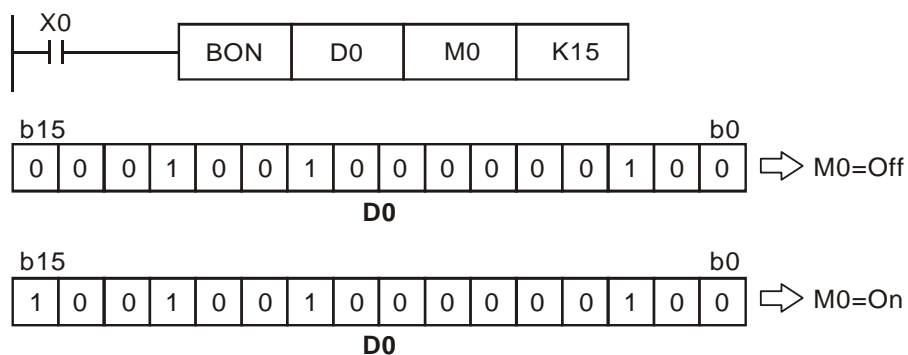 X0
BON D0 M0 K15
b15 b0
0 0 0 1 0 0 1 0 0 0 0 0 0 1 0 0 M0=Off
D0
b15 b0
1 0 0 1 0 0 1 0 0 0 0 0 0 1 0 0 M0=On
D0